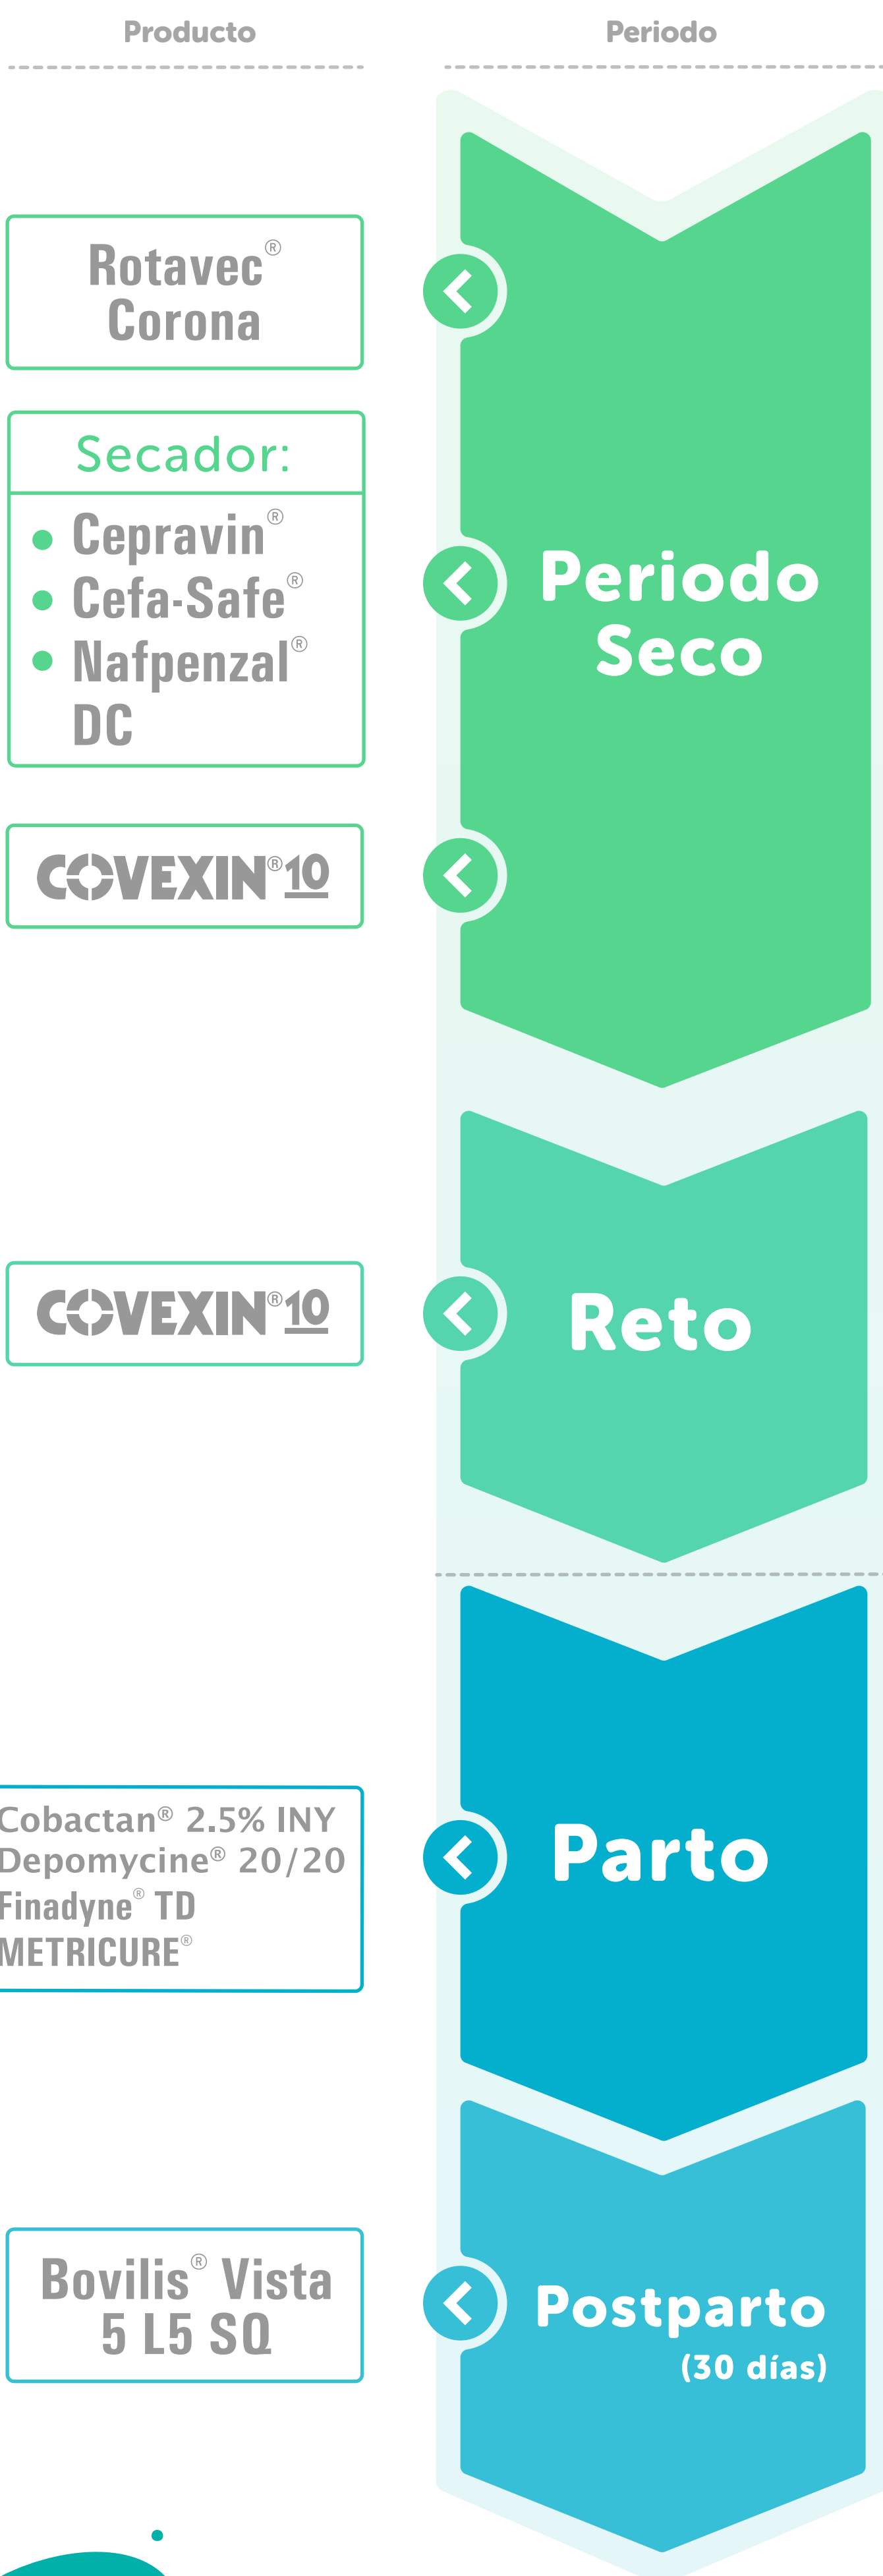 Producto
Periodo
Rotavec®
Corona
Secador:
• Cepravin®
• Cefa-Safe®
• Nafpenzal®
DC
Periodo
Seco
COVEXIN®10
COVEXIN®10
Reto
Cobactan® 2.5% INY
Depomycine® 20/20
Finadyne® TD
METRICURE®
Parto
Bovilis® Vista
5 L5 SQ
Postparto
(30 días)